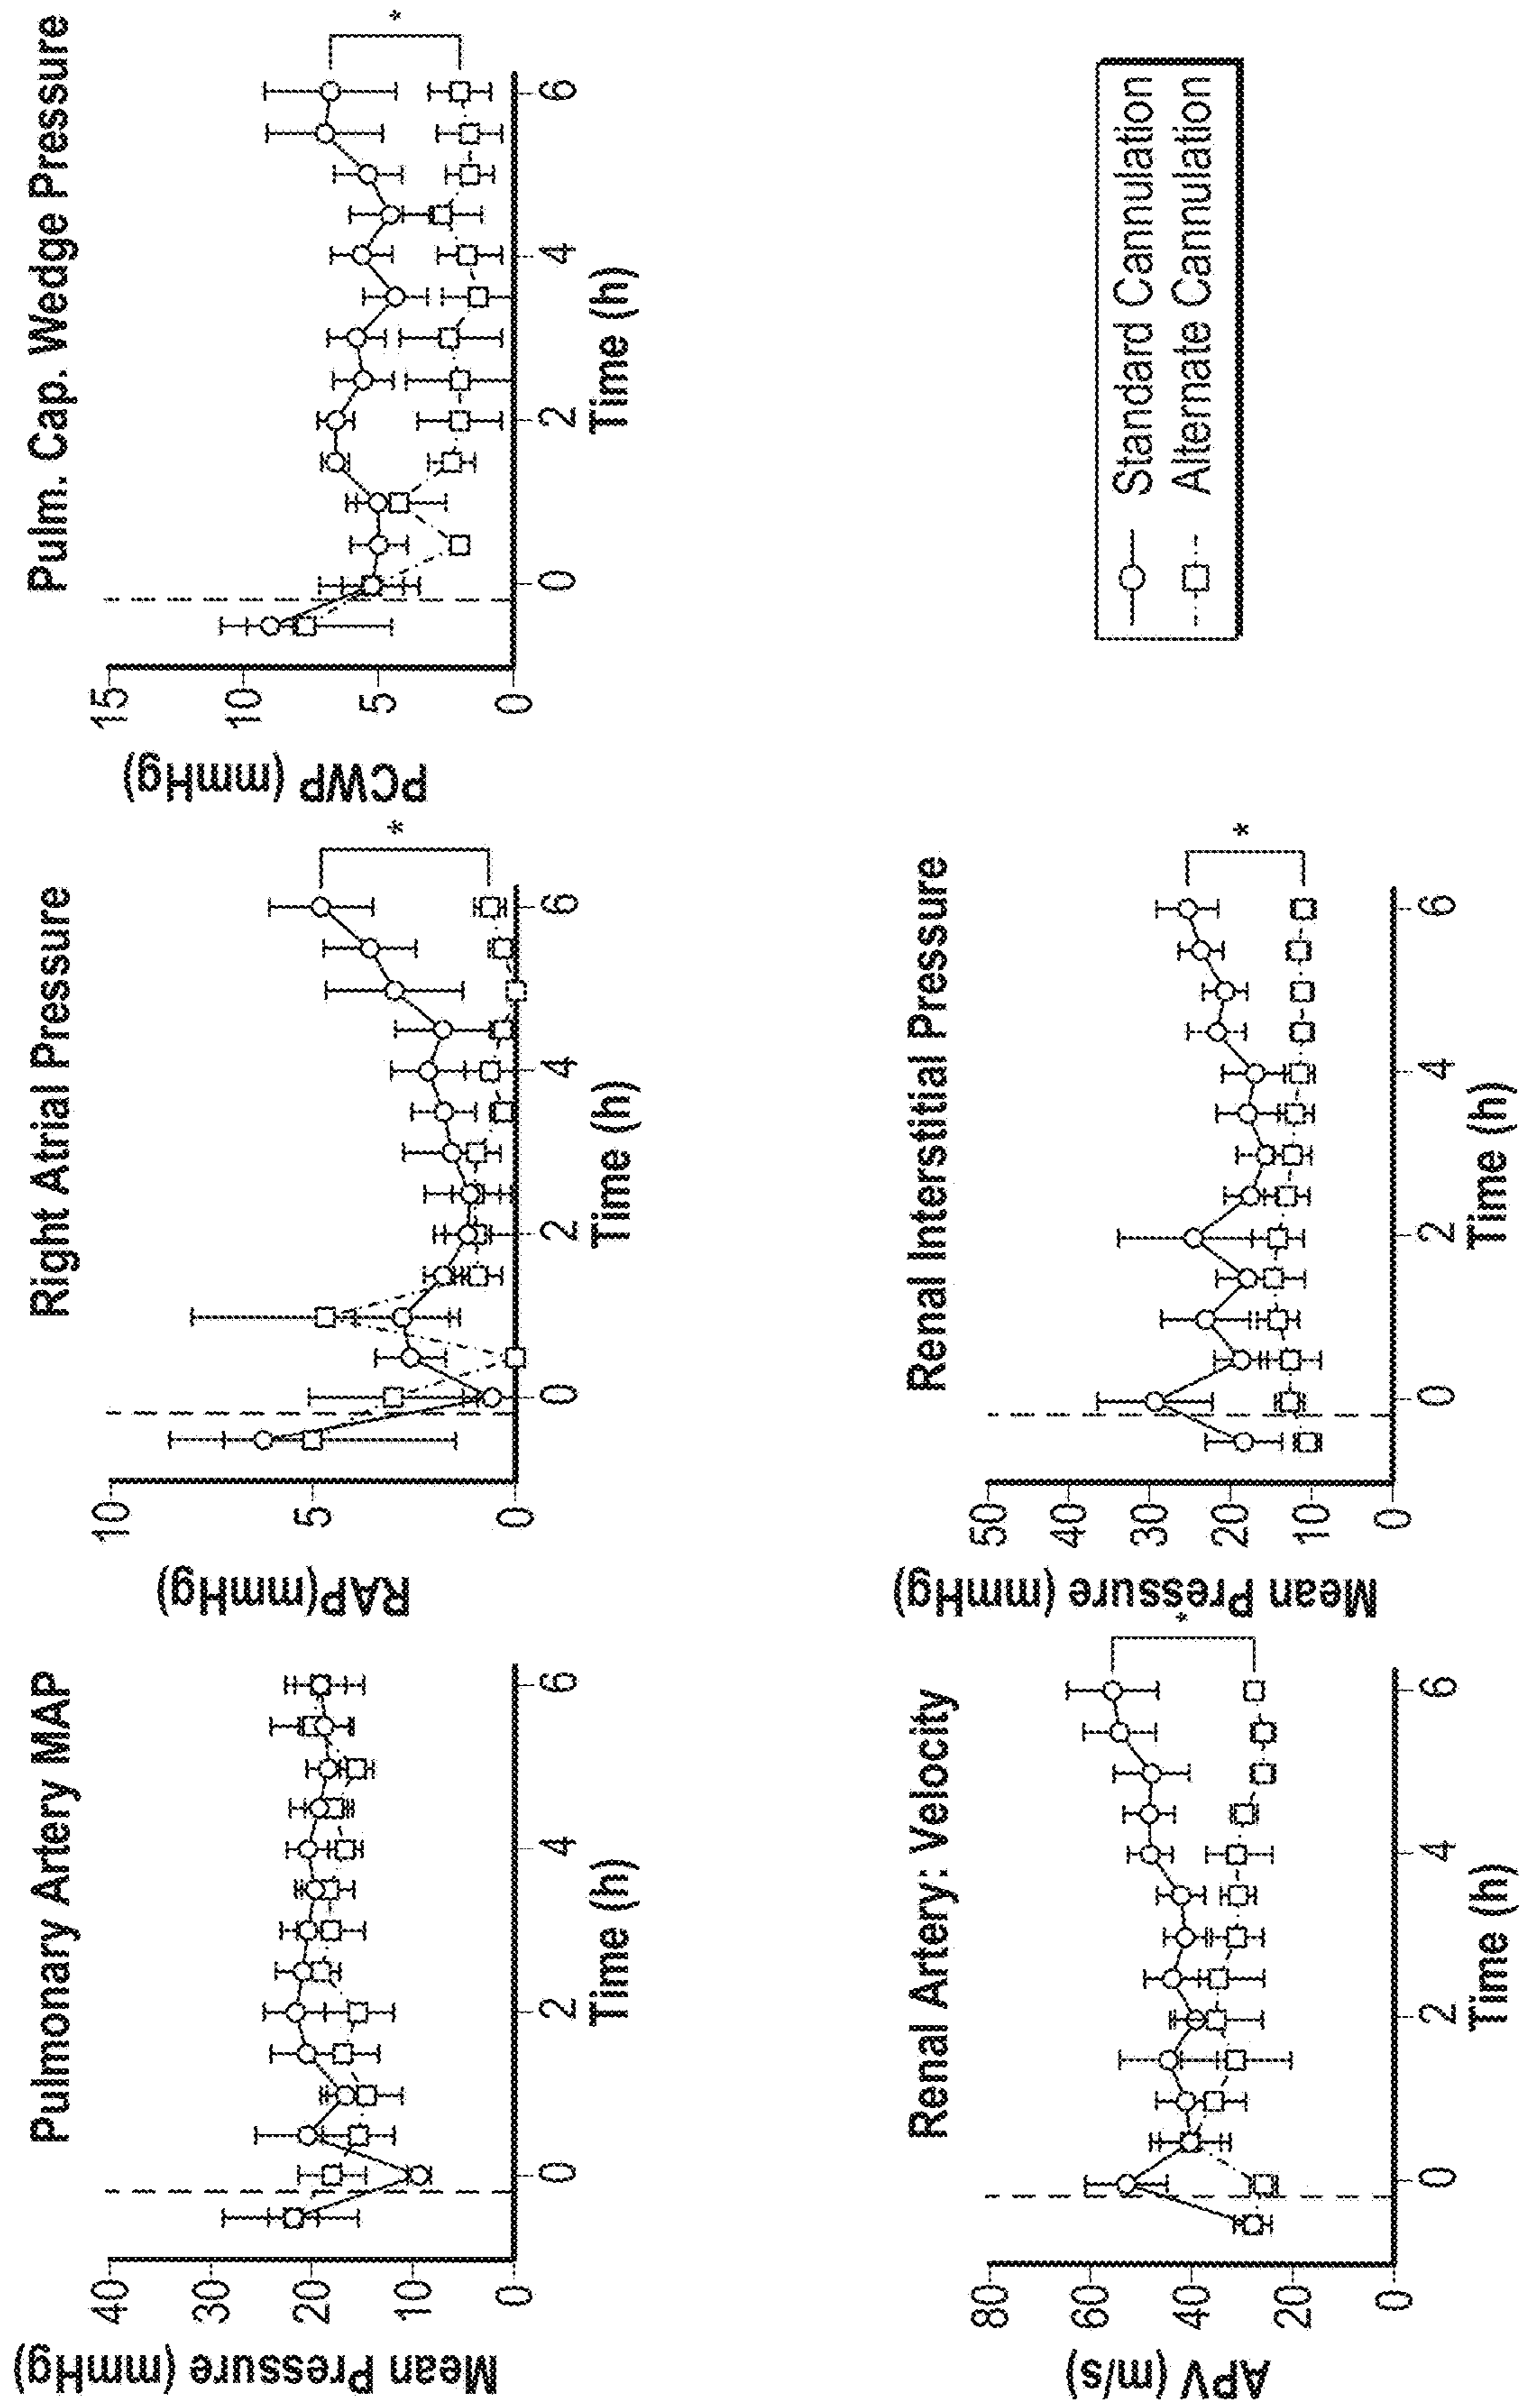 Pulmonary Artery MAP
Mean Pressure (mmHg)
40
30
20
10
0
0
2
4
6
Time (h)
Right Atrial Pressure
RAP(mmHg)
10
5
0
0
2
4
6
Time (h)
*
Pulm. Cap. Wedge Pressure
PCWP (mmHg)
15
10
5
0
0
2
4
6
Time (h)
*
Renal Artery: Velocity
APV (m/s)
80
60
40
20
0
0
2
4
6
Time (h)
*
Renal Interstitial Pressure
Mean Pressure (mmHg)
50
40
30
20
10
0
0
2
4
6
Time (h)
*
Standard Cannulation
Alternate Cannulation